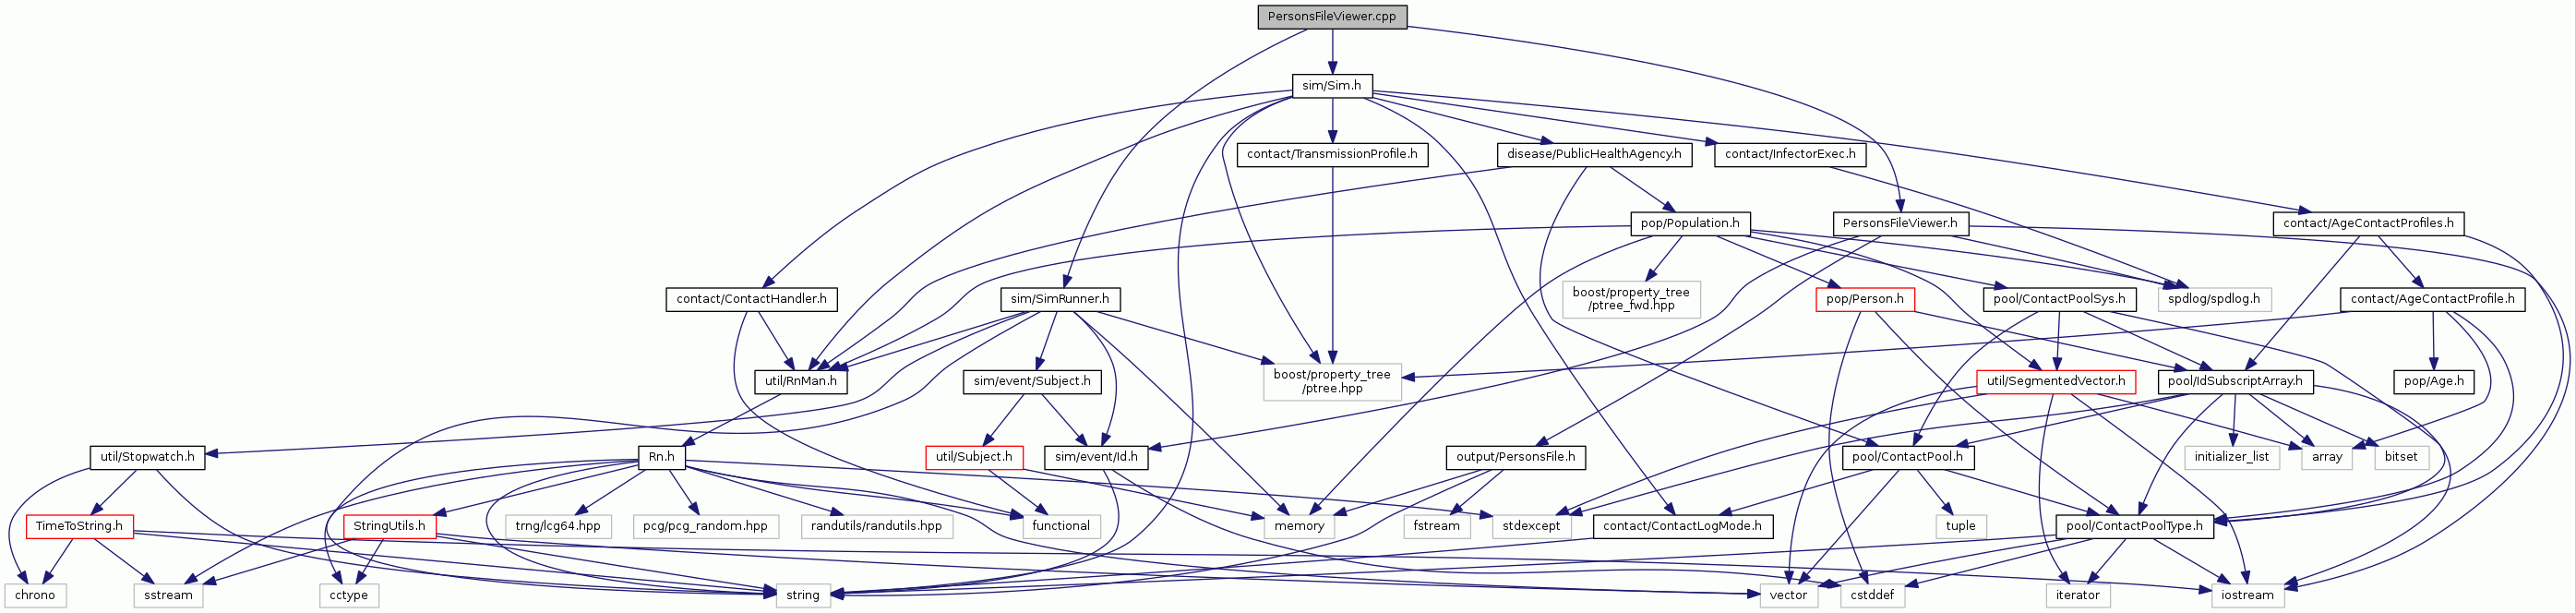 PersonsFileViewer.cpp
sim/Sim.h
contact/TransmissionProfile.h
disease/PublicHealthAgency.h
contact/InfectorExec.h
pop/Population.h
PersonsFileViewer.h
contact/AgeContactProfiles.h
contact/ContactHandler.h
sim/SimRunner.h
boost/property_tree
/ptree_fwd.hpp
pop/Person.h
pool/ContactPoolSys.h
spdlog/spdlog.h
contact/AgeContactProfile.h
util/RnMan.h
sim/event/Subject.h
boost/property_tree
/ptree.hpp
util/SegmentedVector.h
pool/IdSubscriptArray.h
pop/Age.h
util/Stopwatch.h
Rn.h
util/Subject.h
sim/event/Id.h
output/PersonsFile.h
pool/ContactPool.h
initializer_list
array
bitset
TimeToString.h
StringUtils.h
trng/lcg64.hpp
pcg/pcg_random.hpp
randutils/randutils.hpp
functional
memory
fstream
stdexcept
contact/ContactLogMode.h
tuple
pool/ContactPoolType.h
chrono
sstream
cctype
string
vector
cstddef
iterator
iostream